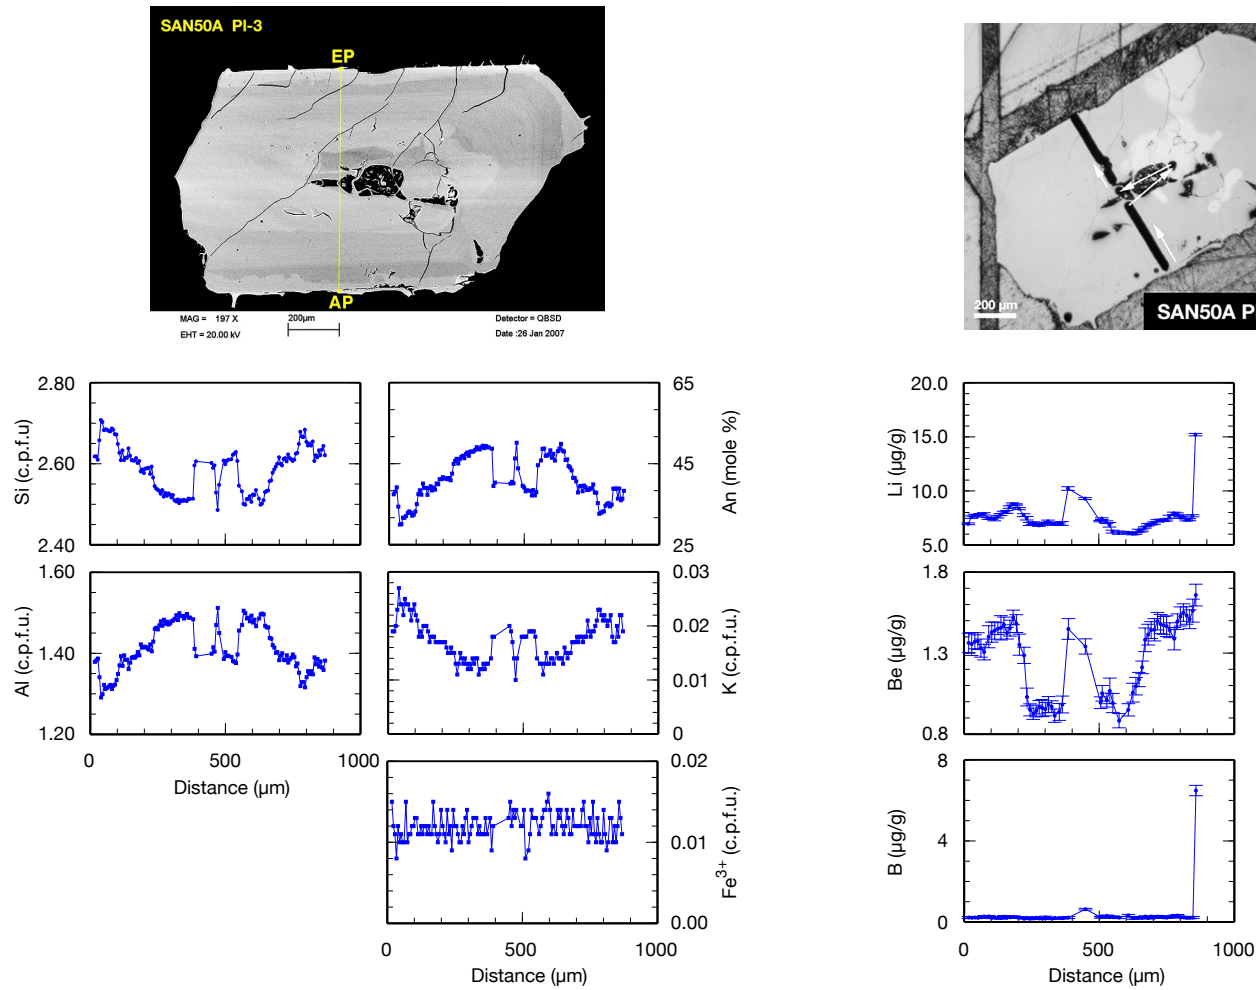 SAN50A Pl-3
EP
AP
MAG = 197 X
200µm
Detector = QBSD
EHT = 20.00 kV
Date :26 Jan 2007
200 µm
SAN50A P
2.80
2.60
2.40
Si (c.p.f.u)
65
45
25
An (mole %)
20.0
15.0
10.0
5.0
Li (µg/g)
1.60
1.40
1.20
Al (c.p.f.u.)
0.03
0.02
0.01
0
K (c.p.f.u.)
1.8
1.3
0.8
Be (µg/g)
0
500
1000
Distance (µm)
0.02
0.01
0.00
Fe3+ (c.p.f.u.)
0
500
1000
Distance (µm)
8
4
0
B (µg/g)
0
500
1000
Distance (µm)